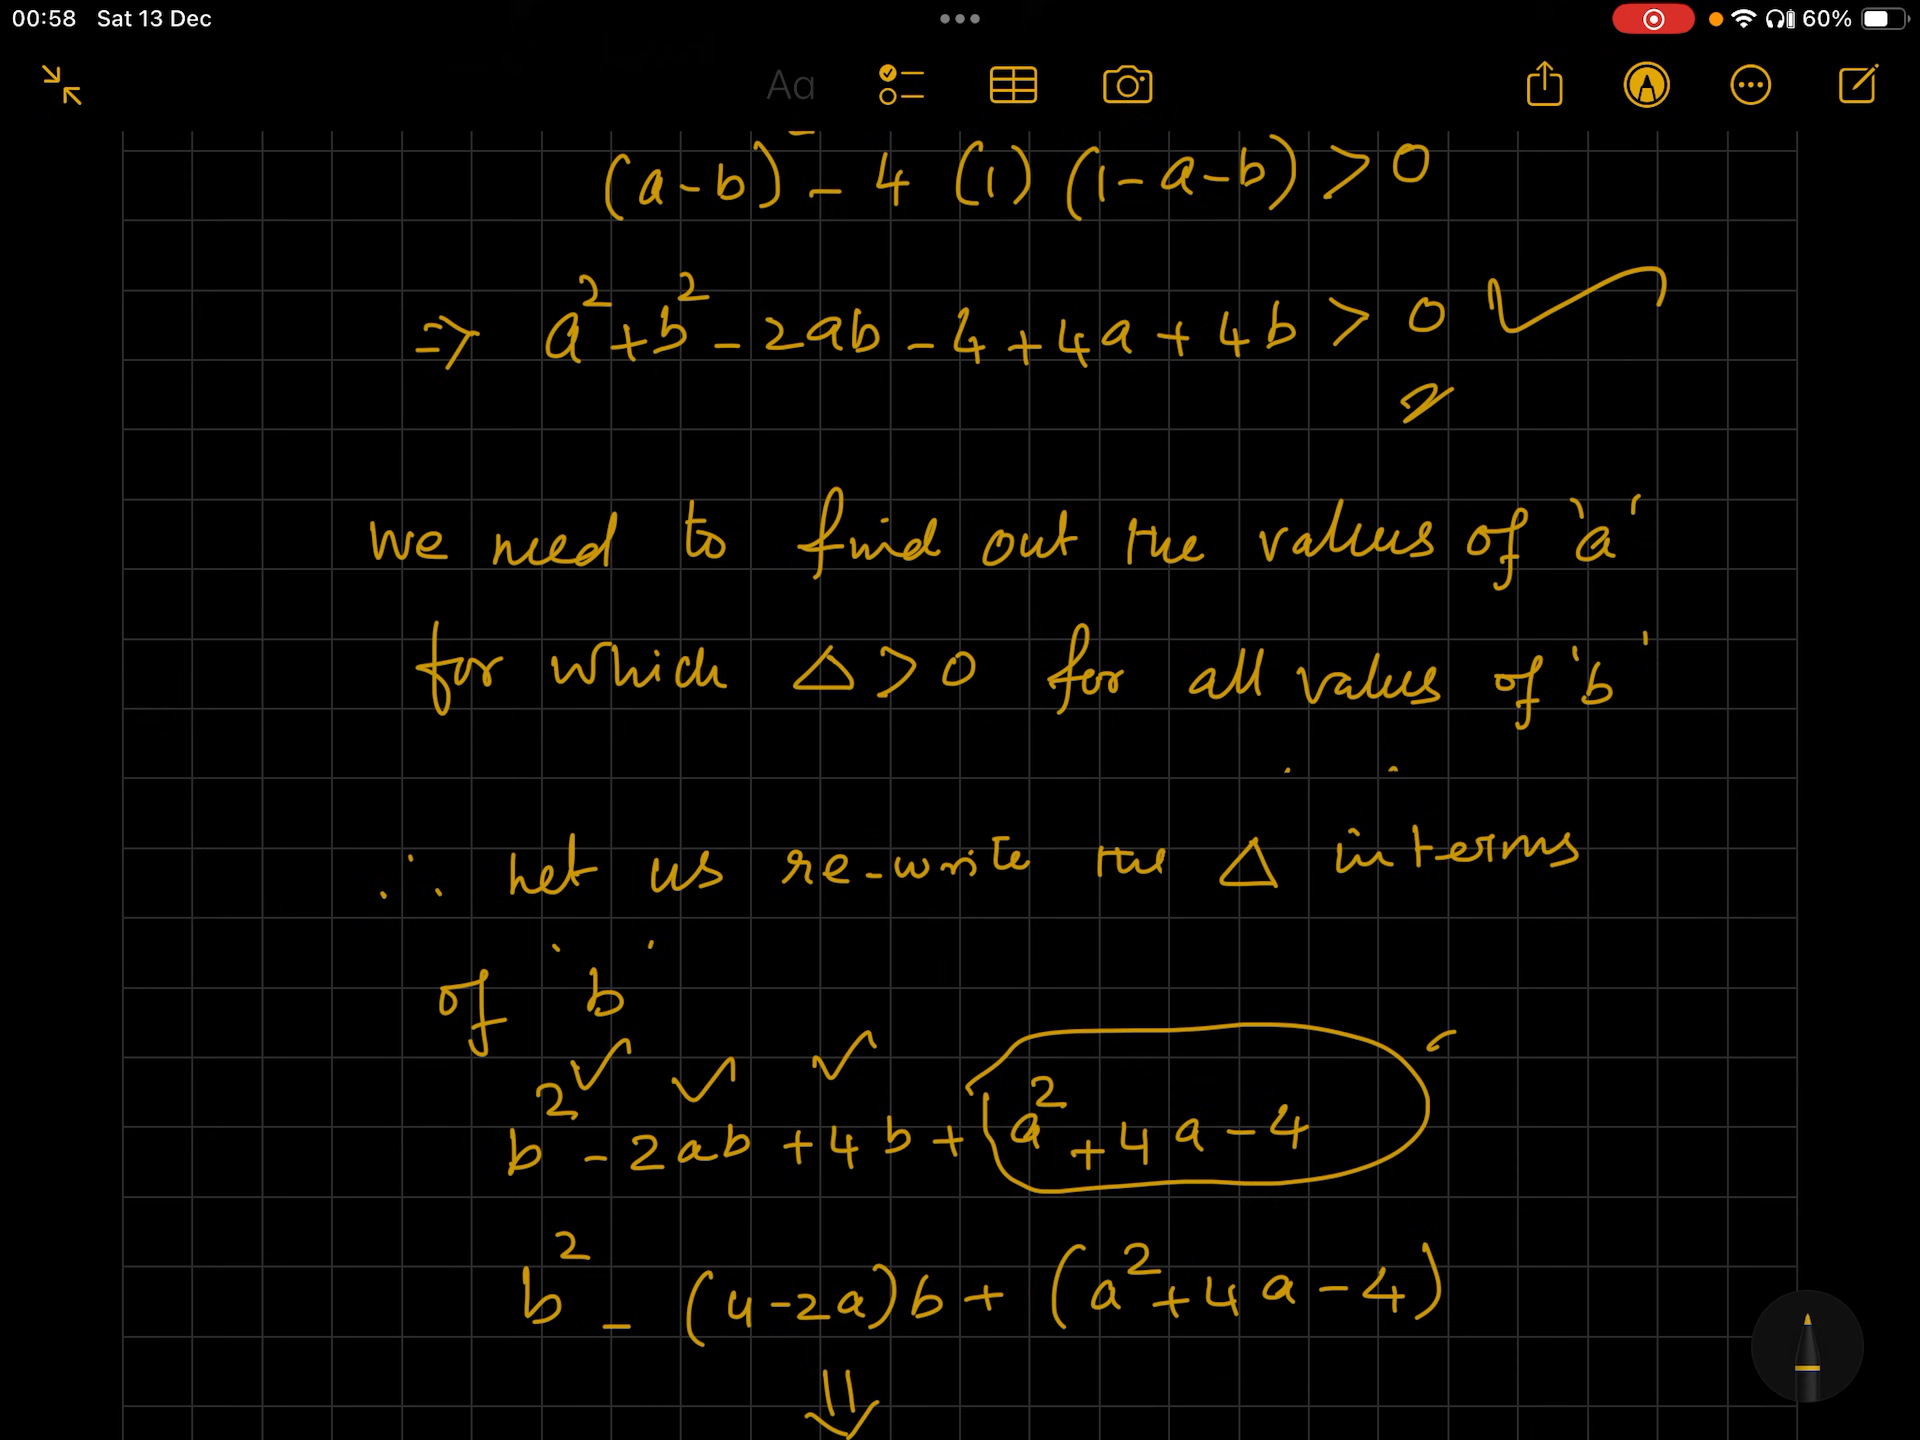 00:58 Sat 13 Dec
60%
Aa
(a-b)² - 4 (1) (1-a-b) > 0
⇒ a² + b² - 2ab - 4 + 4a + 4b > 0
we need to find out the values of 'a'
for which Δ > 0 for all values of 'b'
∴ Let us re-write the Δ in terms
of 'b'
b² - 2ab + 4b + a² + 4a - 4
b² - (4-2a)b + (a² + 4a - 4)
⇓